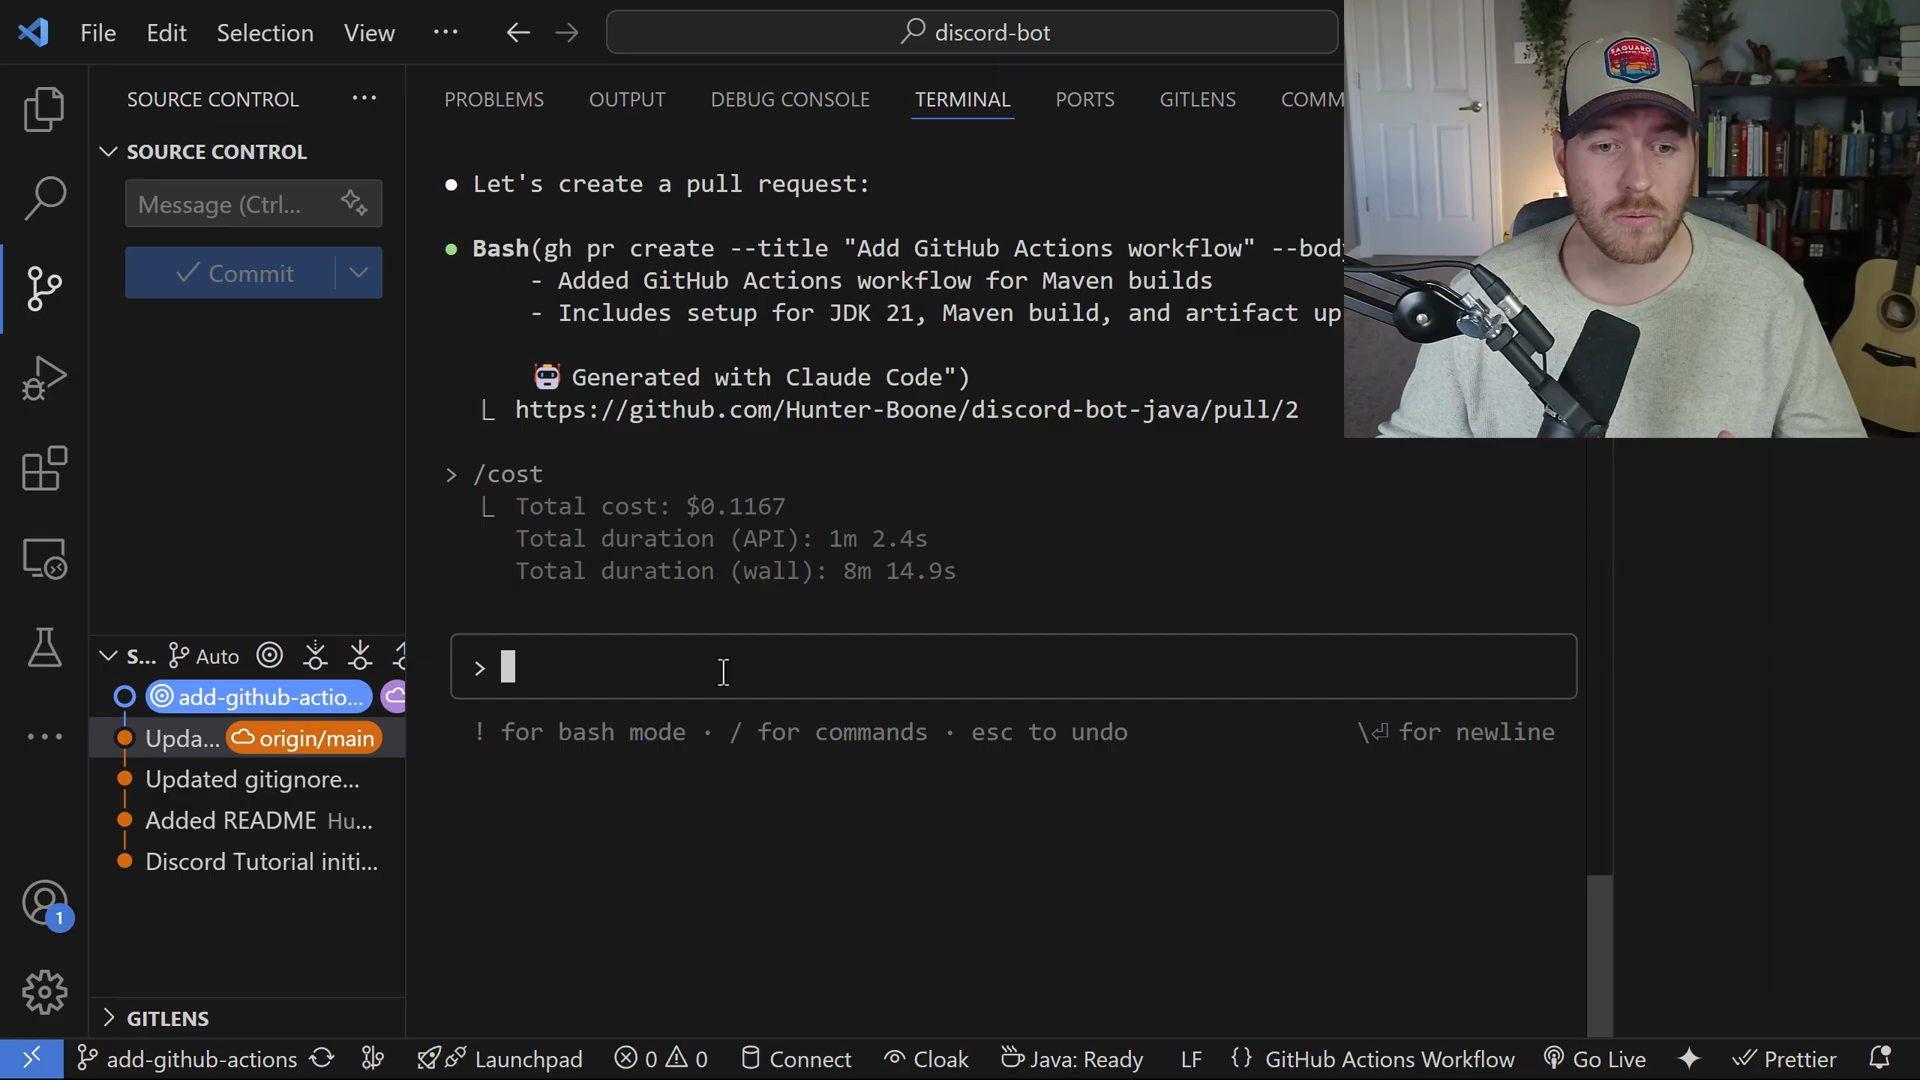 File Edit Selection View ... discord-bot
SOURCE CONTROL ...
SOURCE CONTROL
Message (Ctrl...
Commit
PROBLEMS OUTPUT DEBUG CONSOLE TERMINAL PORTS GITLENS COMM
SAGUARO
● Let's create a pull request:
● Bash(gh pr create --title "Add GitHub Actions workflow" --body
- Added GitHub Actions workflow for Maven builds
- Includes setup for JDK 21, Maven build, and artifact up
🤖 Generated with Claude Code")
⎿ https://github.com/Hunter-Boone/discord-bot-java/pull/2
> /cost
⎿ Total cost: $0.1167
Total duration (API): 1m 2.4s
Total duration (wall): 8m 14.9s
>
! for bash mode · / for commands · esc to undo \⏎ for newline
S... Auto
add-github-actio...
Upda... origin/main
Updated gitignore...
Added README Hu...
Discord Tutorial initi...
1
GITLENS
add-github-actions Launchpad 0 0 Connect Cloak Java: Ready LF {} GitHub Actions Workflow Go Live Prettier